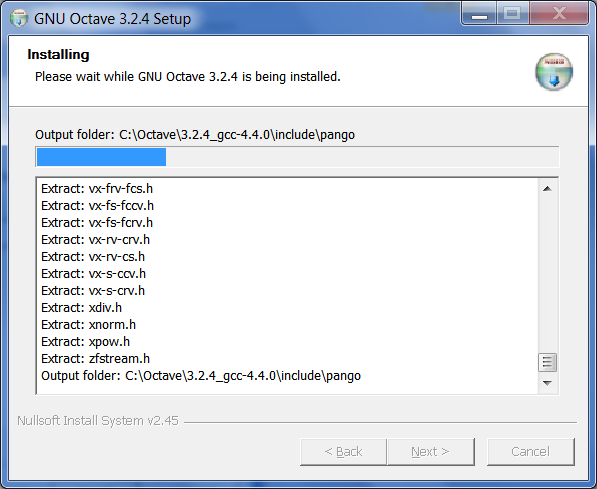 GNU Octave 3.2.4 Setup
Installing
Please wait while GNU Octave 3.2.4 is being installed.
Output folder: C:\Octave\3.2.4_gcc-4.4.0\include\pango
Extract: vx-frv-fcs.h
Extract: vx-fs-fccv.h
Extract: vx-fs-fcrv.h
Extract: vx-rv-crv.h
Extract: vx-rv-cs.h
Extract: vx-s-ccv.h
Extract: vx-s-crv.h
Extract: xdiv.h
Extract: xnorm.h
Extract: xpow.h
Extract: zfstream.h
Output folder: C:\Octave\3.2.4_gcc-4.4.0\include\pango
Nullsoft Install System v2.45
< Back
Next >
Cancel